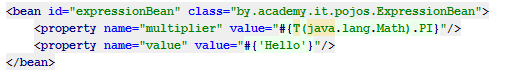 <bean id="expressionBean" class="by.academy.it.pojos.ExpressionBean">
    <property name="multiplier" value="#{T(java.lang.Math).PI}"/>
    <property name="value" value="#{'Hello'}"/>
</bean>